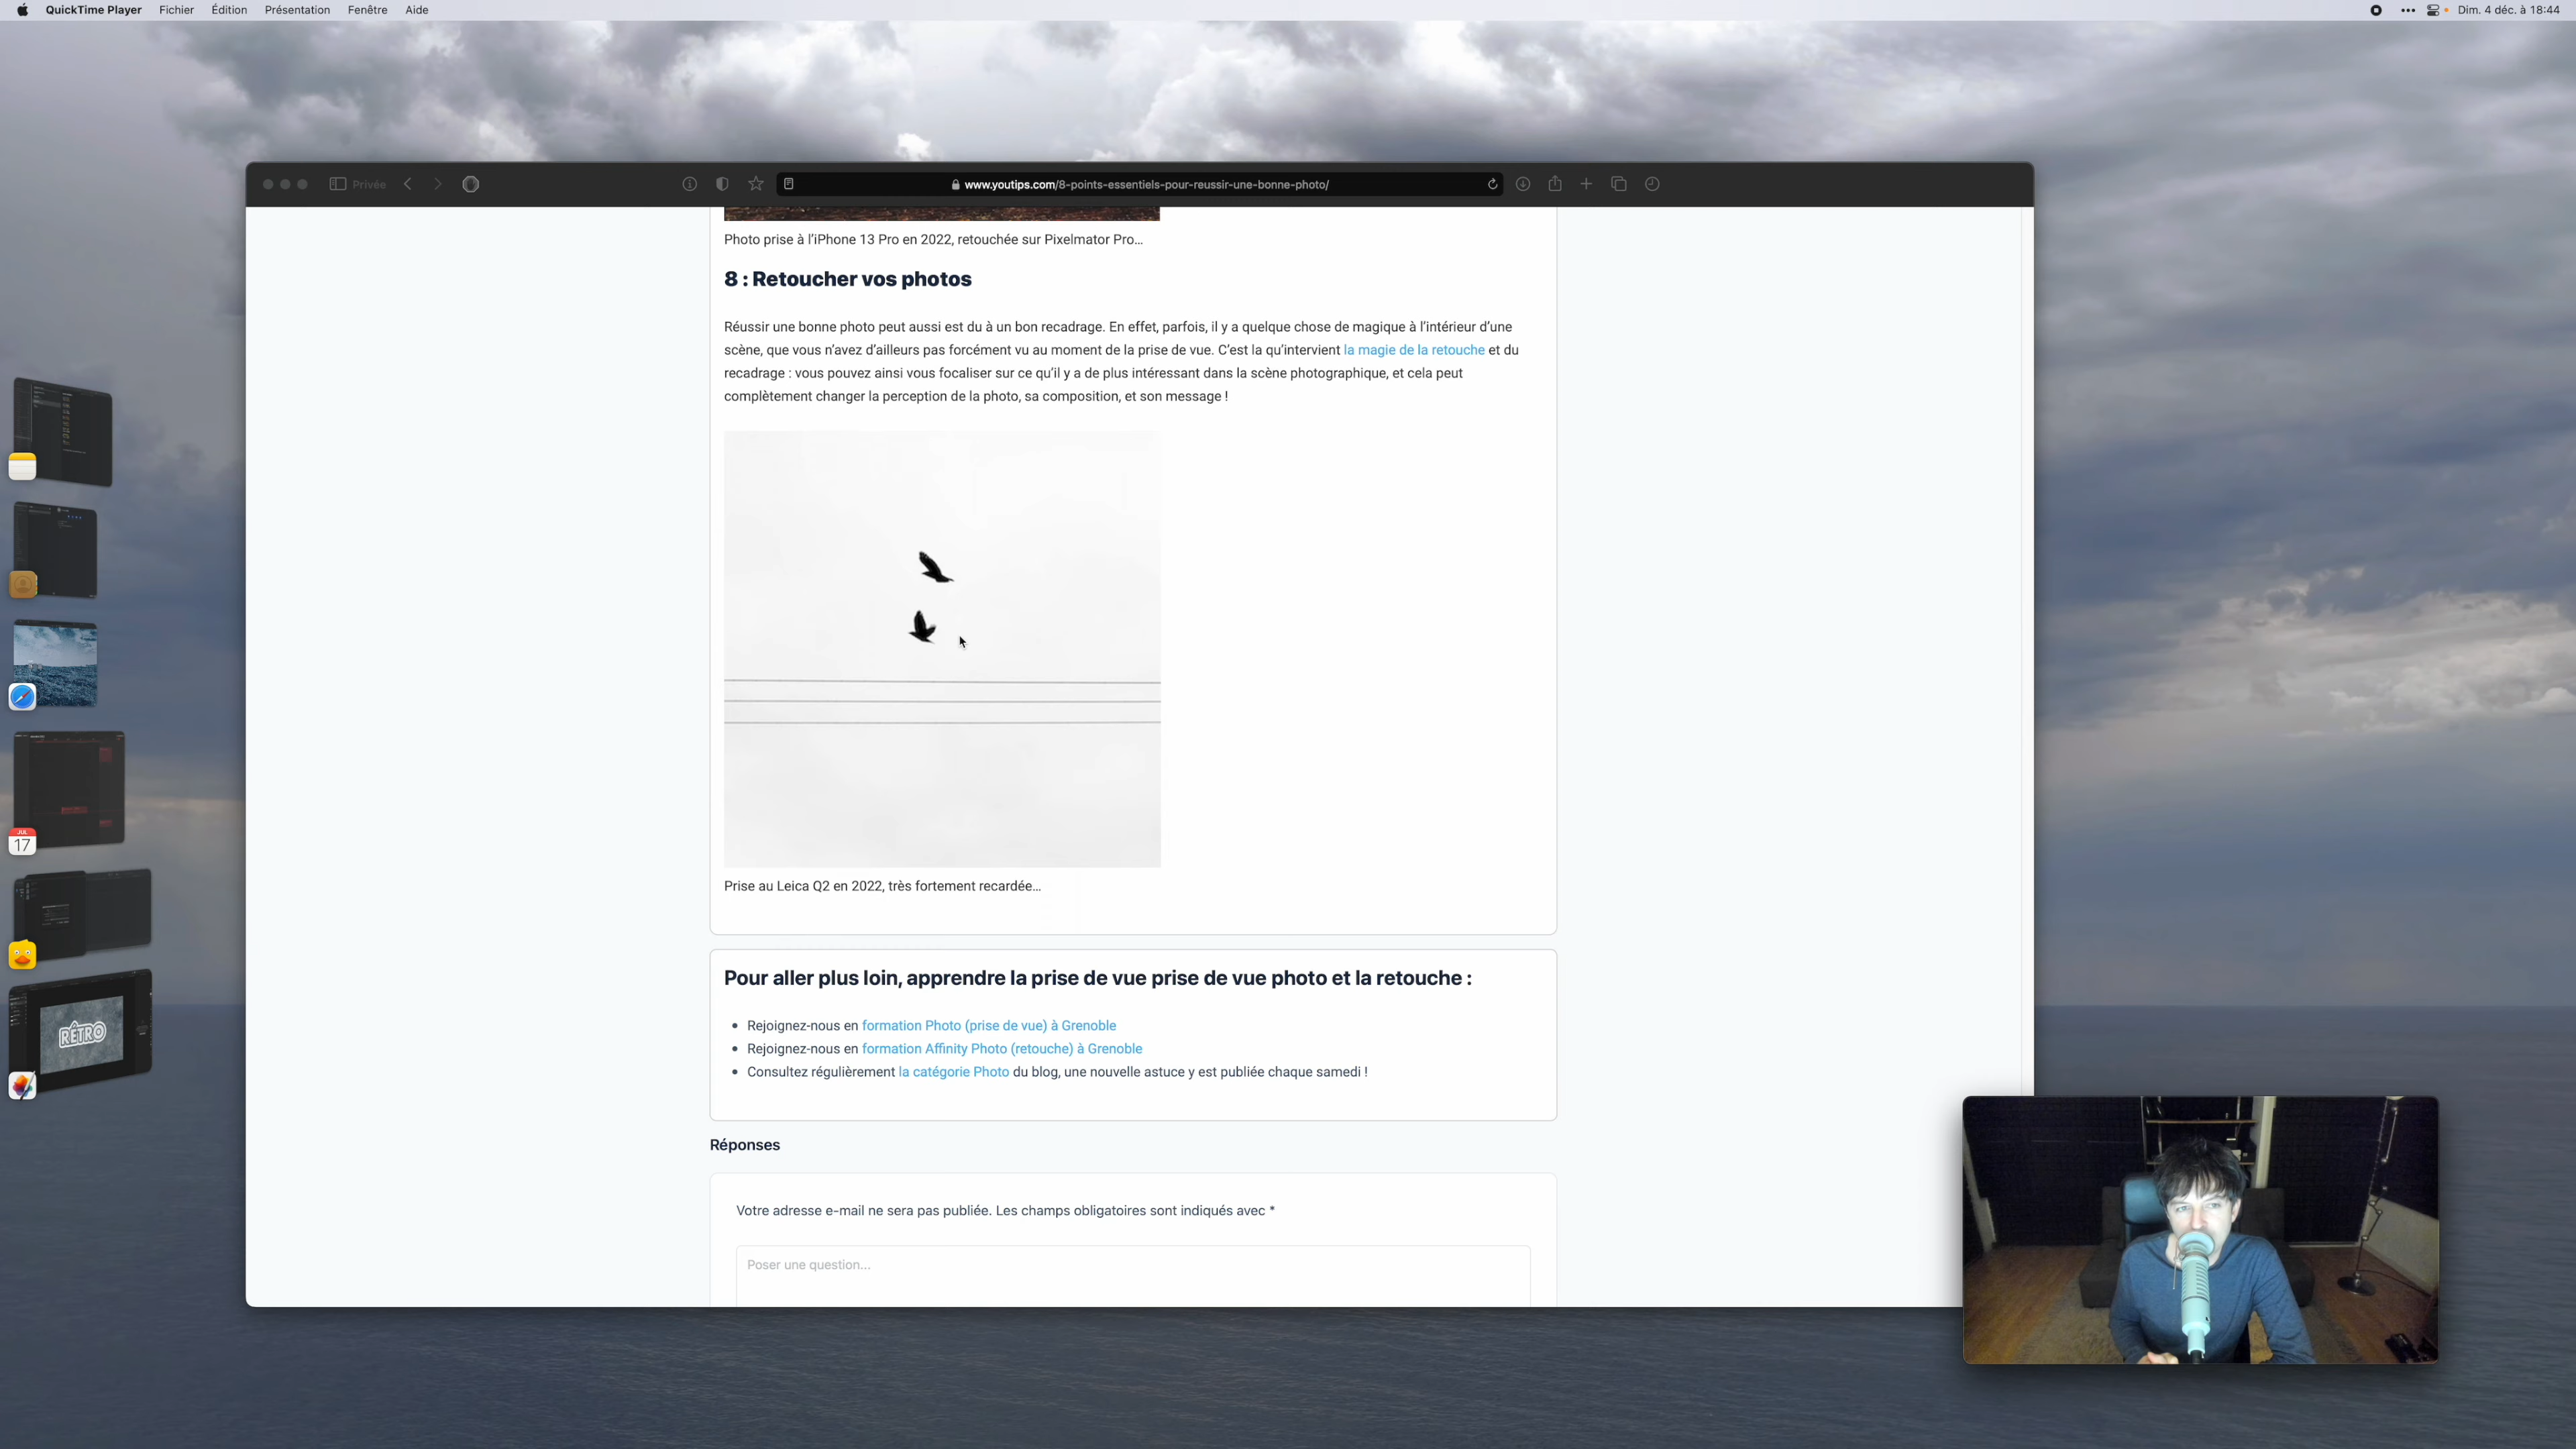 QuickTime Player Fichier Édition Présentation Fenêtre Aide
Dim. 4 déc. à 18:44
Privée
www.youtips.com/8-points-essentiels-pour-reussir-une-bonne-photo/
Photo prise à l'iPhone 13 Pro en 2022, retouchée sur Pixelmator Pro...
8 : Retoucher vos photos
Réussir une bonne photo peut aussi est du à un bon recadrage. En effet, parfois, il y a quelque chose de magique à l'intérieur d'une
scène, que vous n'avez d'ailleurs pas forcément vu au moment de la prise de vue. C'est la qu'intervient la magie de la retouche et du
recadrage : vous pouvez ainsi vous focaliser sur ce qu'il y a de plus intéressant dans la scène photographique, et cela peut
complètement changer la perception de la photo, sa composition, et son message !
JUL
17
RÉTRO
Prise au Leica Q2 en 2022, très fortement recardée...
Pour aller plus loin, apprendre la prise de vue prise de vue photo et la retouche :
• Rejoignez-nous en formation Photo (prise de vue) à Grenoble
• Rejoignez-nous en formation Affinity Photo (retouche) à Grenoble
• Consultez régulièrement la catégorie Photo du blog, une nouvelle astuce y est publiée chaque samedi !
Réponses
Votre adresse e-mail ne sera pas publiée. Les champs obligatoires sont indiqués avec *
Poser une question...